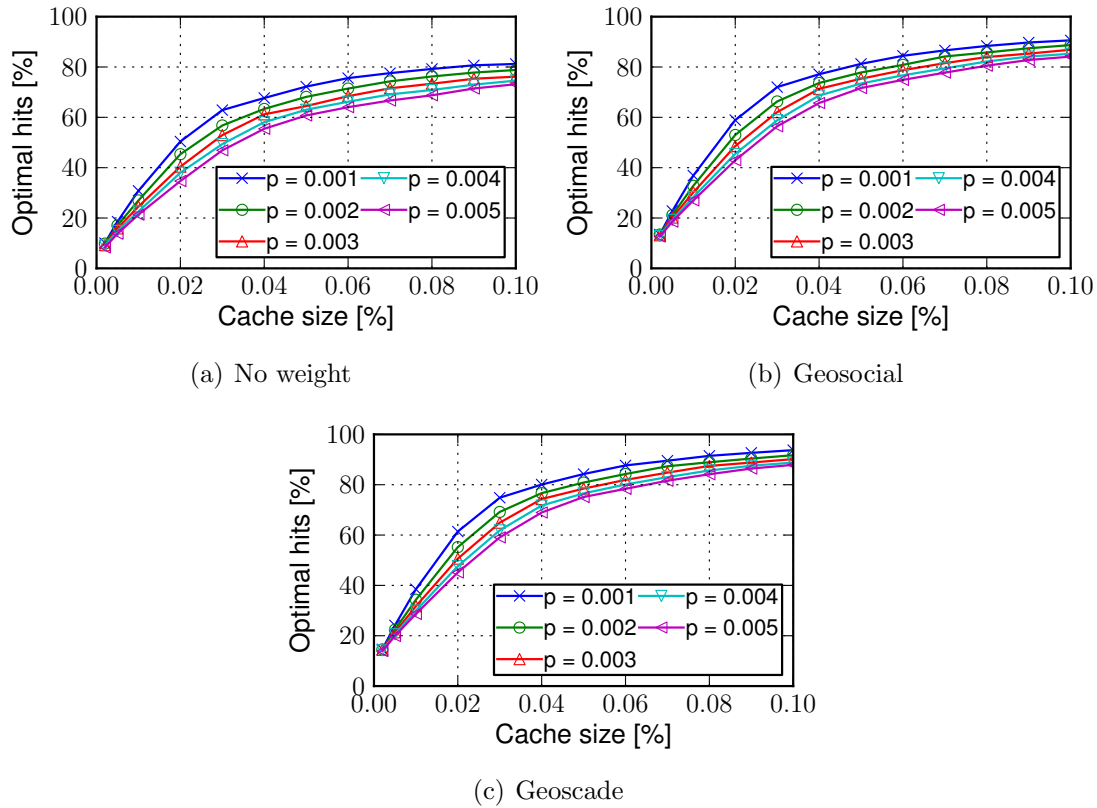 100
80
60
40
20
0
Optimal hits [%]
p = 0.001 p = 0.004
p = 0.002 p = 0.005
p = 0.003
0.00 0.02 0.04 0.06 0.08 0.10
Cache size [%]
(a) No weight
100
80
60
40
20
0
Optimal hits [%]
p = 0.001 p = 0.004
p = 0.002 p = 0.005
p = 0.003
0.00 0.02 0.04 0.06 0.08 0.10
Cache size [%]
(b) Geosocial
100
80
60
40
20
0
Optimal hits [%]
p = 0.001 p = 0.004
p = 0.002 p = 0.005
p = 0.003
0.00 0.02 0.04 0.06 0.08 0.10
Cache size [%]
(c) Geoscade